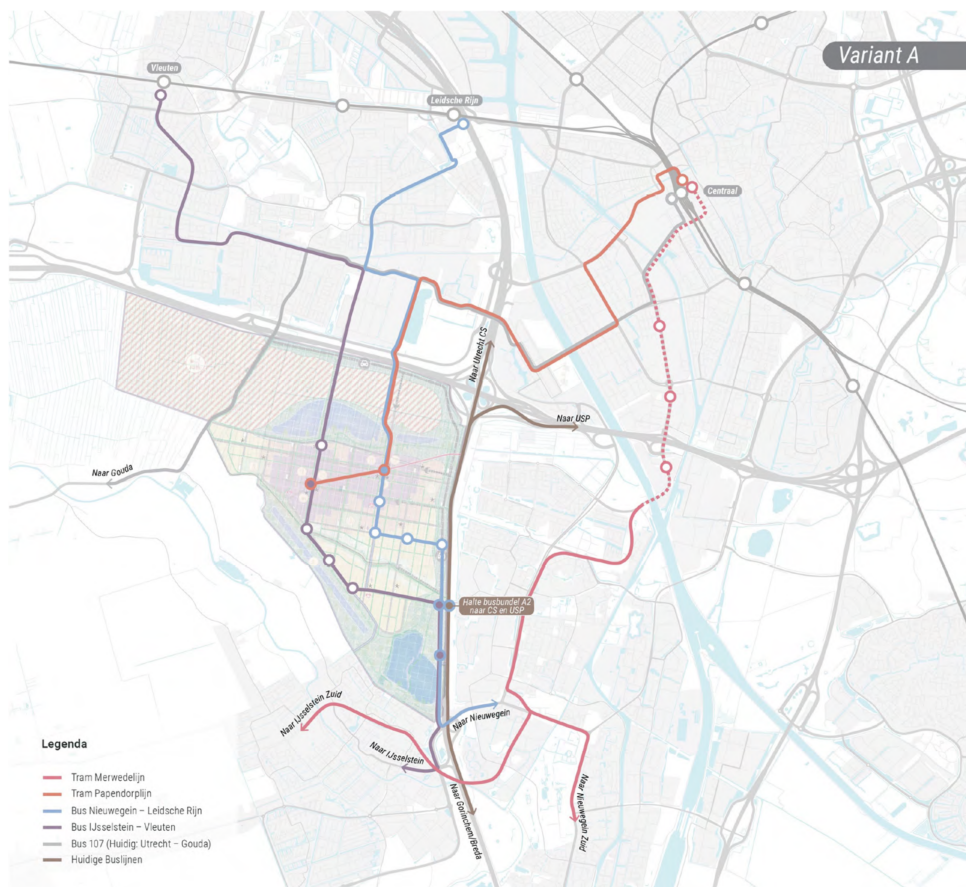 Variant A
Vleuten
Leidsche Rijn
Centraal
Naar Utrecht CS
Naar USP
Naar Gouda
Halte busbundel A2
naar CS en USP
Naar IJsselstein Zuid
Naar Nieuwegein
Naar IJsselstein
Naar Gorinchem/Breda
Naar Nieuwegein Zuid
Legenda
Tram Merwedelijn
Tram Papendorplijn
Bus Nieuwegein – Leidsche Rijn
Bus IJsselstein – Vleuten
Bus 107 (Huidig: Utrecht – Gouda)
Huidige Buslijnen